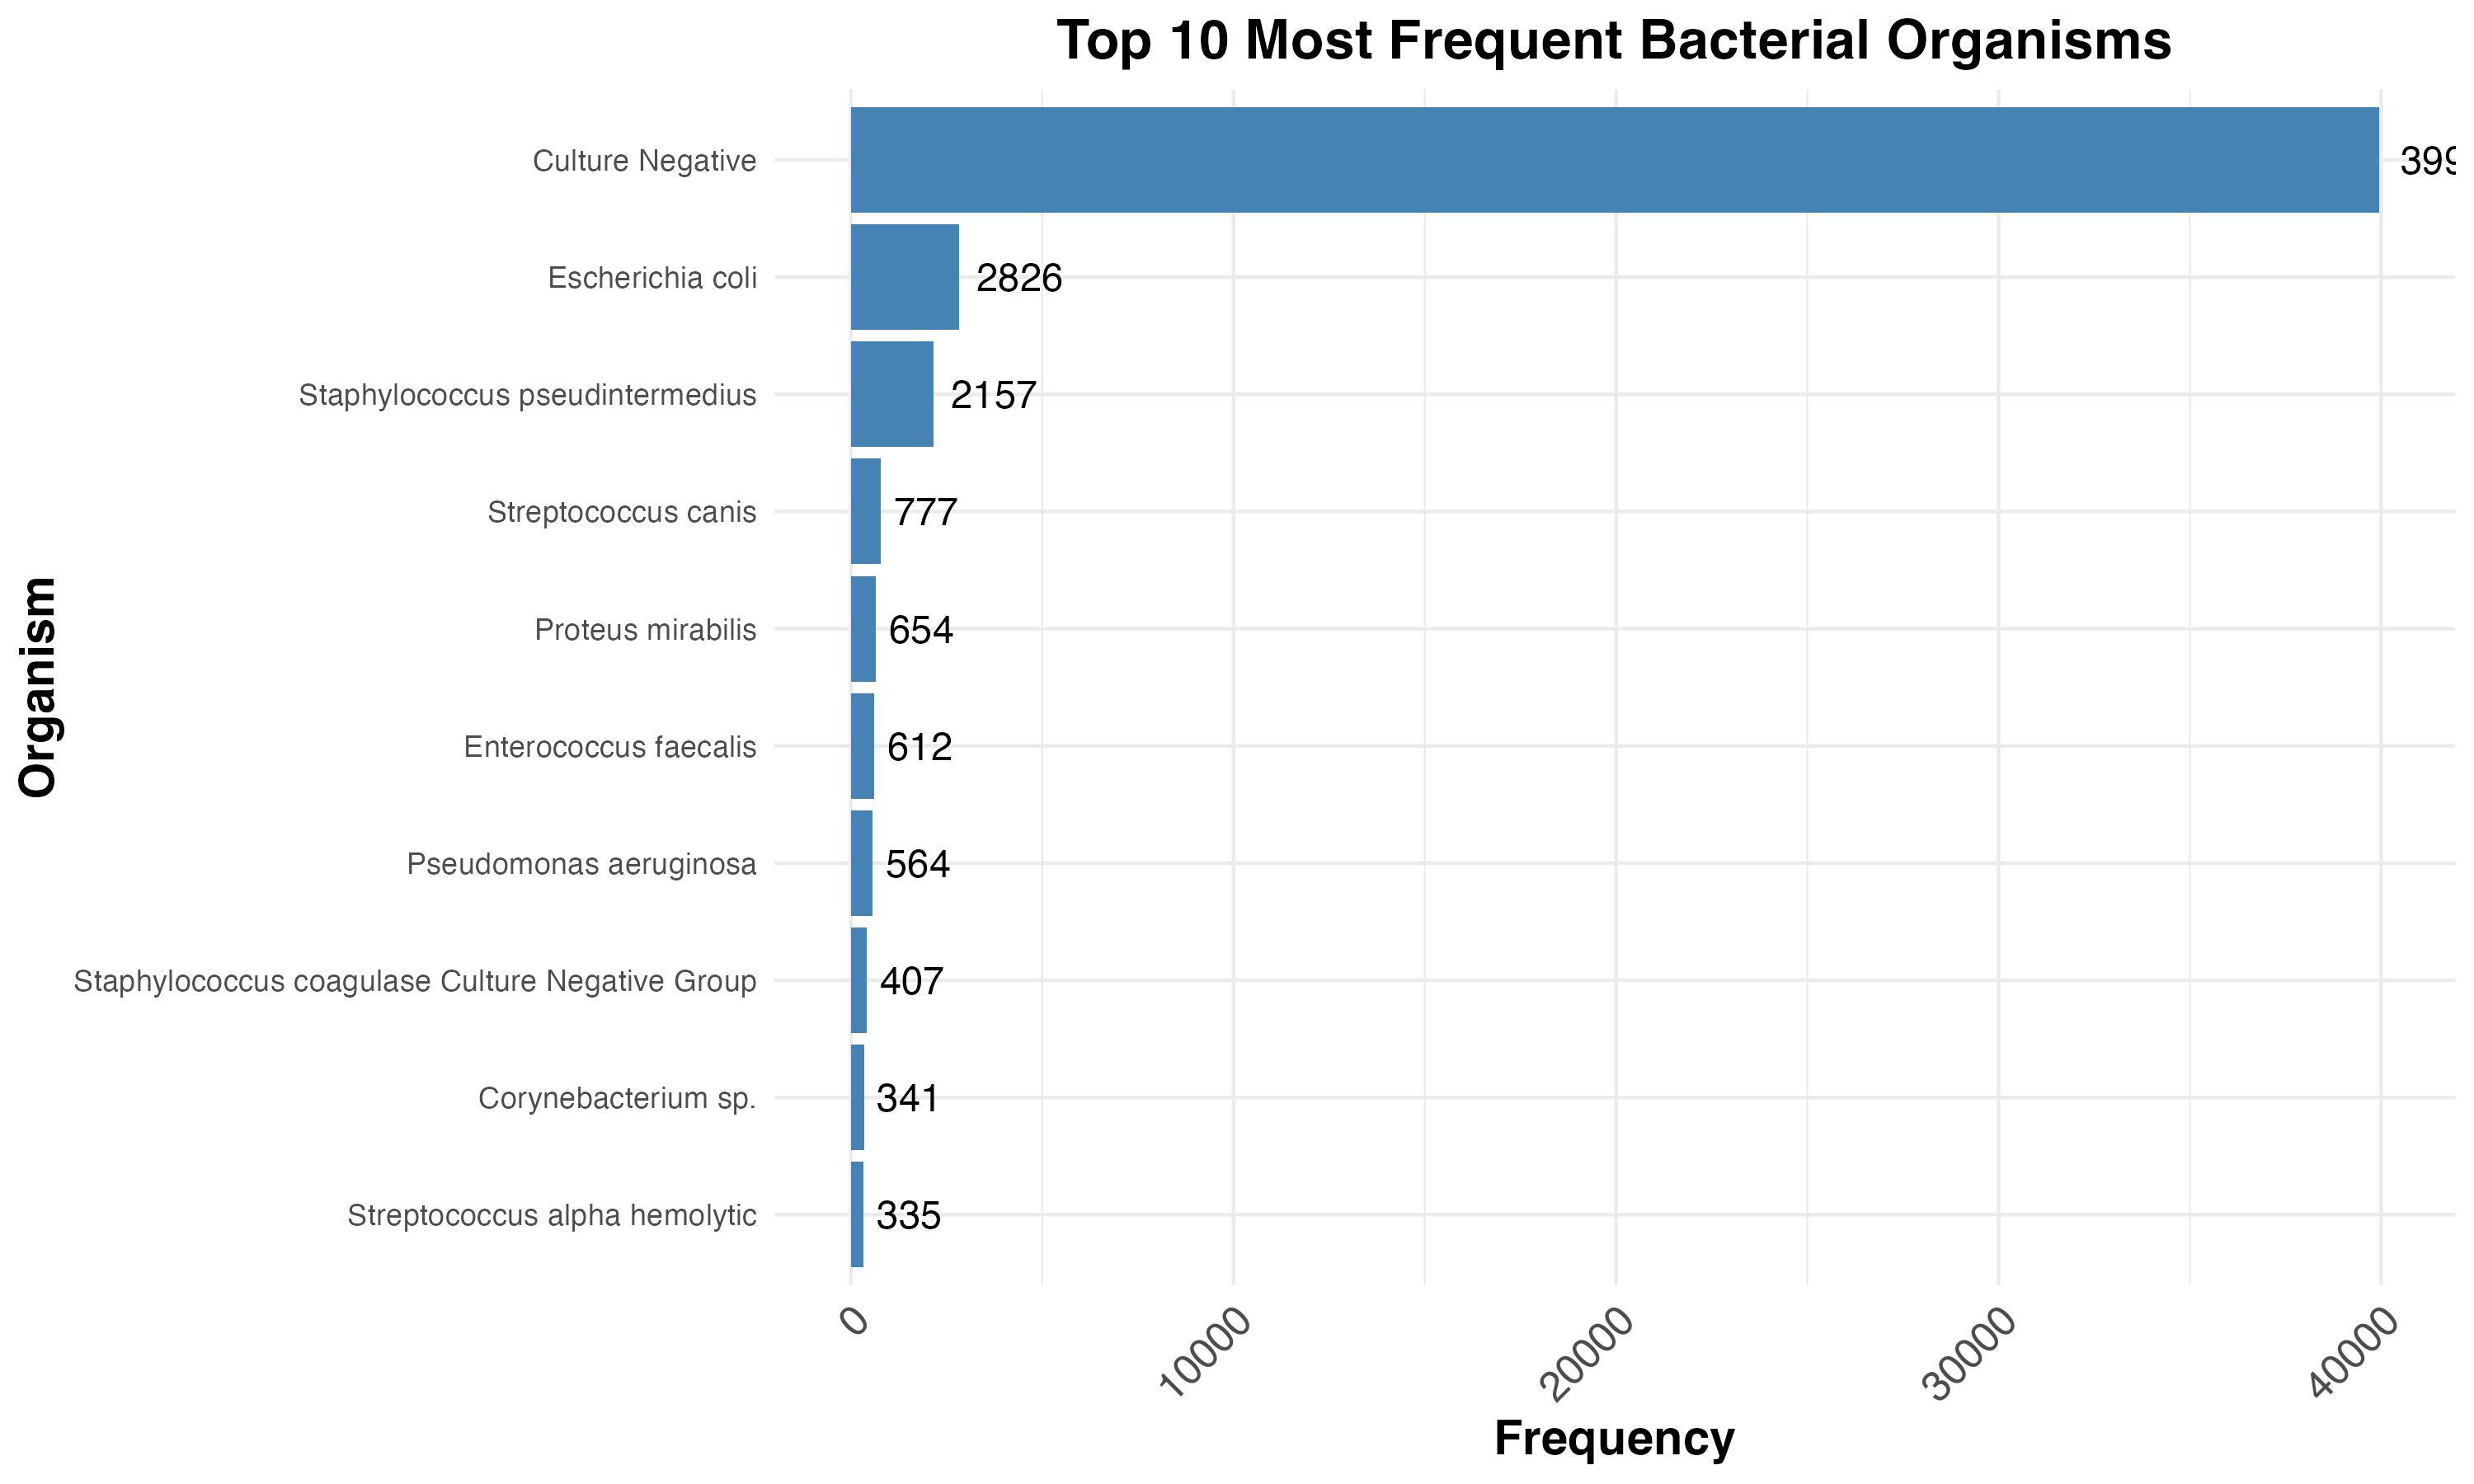 Top 10 Most Frequent Bacterial Organisms
Culture Negative
399
Escherichia coli
2826
Staphylococcus pseudintermedius
2157
Streptococcus canis
777
Proteus mirabilis
654
Enterococcus faecalis
612
Pseudomonas aeruginosa
564
Staphylococcus coagulase Culture Negative Group
407
Corynebacterium sp.
341
Streptococcus alpha hemolytic
335
Organism
0
10000
20000
30000
40000
Frequency